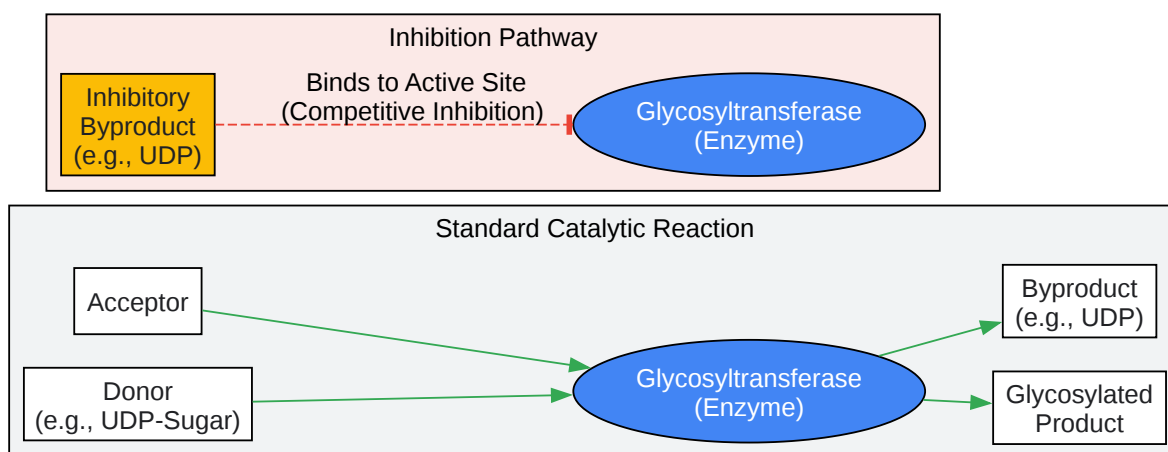 Inhibition Pathway
Inhibitory
Byproduct
(e.g., UDP)
Binds to Active Site
(Competitive Inhibition)
Glycosyltransferase
(Enzyme)
Standard Catalytic Reaction
Acceptor
Donor
(e.g., UDP-Sugar)
Glycosyltransferase
(Enzyme)
Byproduct
(e.g., UDP)
Glycosylated
Product